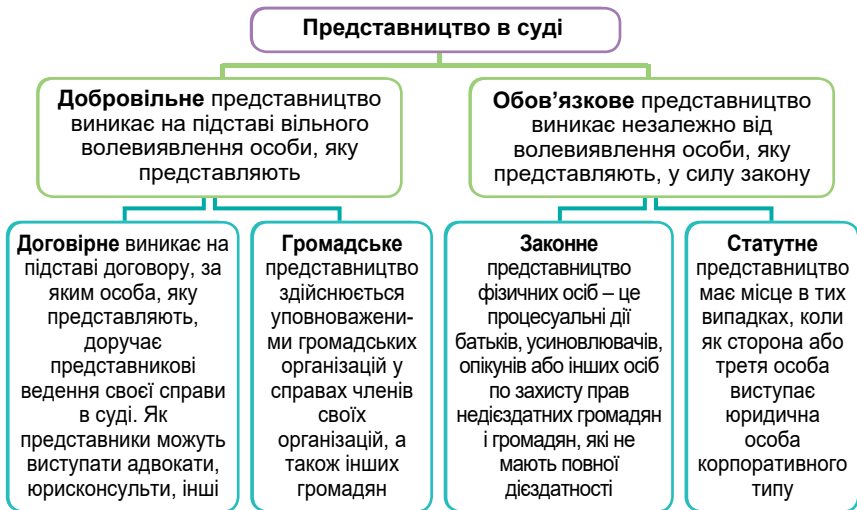 Представництво в суді
Добровільне представництво
виникає на підставі вільного
волевиявлення особи, яку
представляють
Обов’язкове представництво
виникає незалежно від
волевиявлення особи, яку
представляють, у силу закону
Договірне виникає на
підставі договору, за
яким особа, яку
представляють,
доручає
представникові
ведення своєї справи
в суді. Як
представники можуть
виступати адвокати,
юрисконсульти, інші
Громадське
представництво
здійснюється
уповноважени-
ми громадських
організацій у
справах членів
своїх
організацій, а
також інших
громадян
Законне
представництво
фізичних осіб – це
процесуальні дії
батьків, усиновлювачів,
опікунів або інших осіб
по захисту прав
недієздатних громадян
і громадян, які не
мають повної
дієздатності
Статутне
представництво
має місце в тих
випадках, коли
як сторона або
третя особа
виступає
юридична
особа
корпоративного
типу